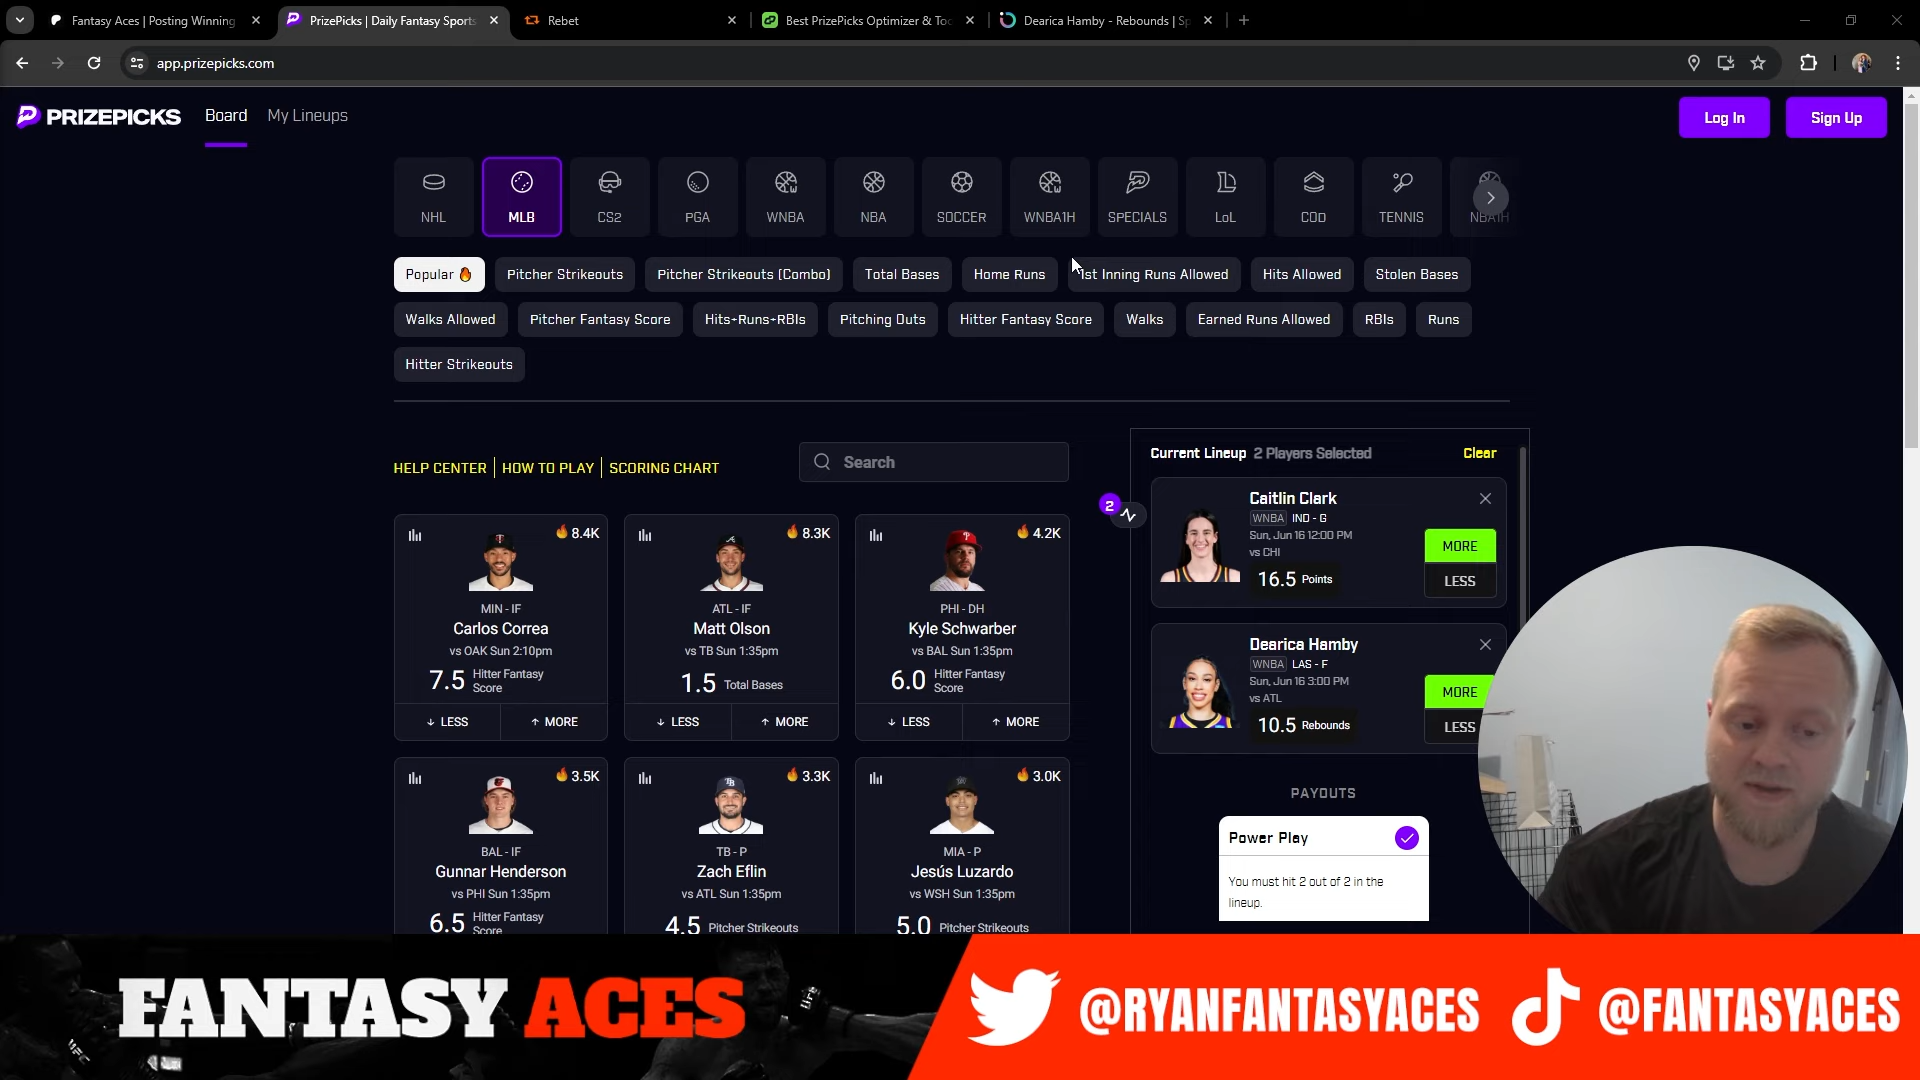 Fantasy Aces | Posting Winning
PrizePicks | Daily Fantasy Sports
Rebet
Best PrizePicks Optimizer & Too
Dearica Hamby - Rebounds | Sp
app.prizepicks.com
PRIZEPICKS
Board
My Lineups
Log In
Sign Up
NHL
MLB
CS2
PGA
WNBA
NBA
SOCCER
WNBA1H
SPECIALS
LoL
COD
TENNIS
NBA1H
Popular
Pitcher Strikeouts
Pitcher Strikeouts (Combo)
Total Bases
Home Runs
1st Inning Runs Allowed
Hits Allowed
Stolen Bases
Walks Allowed
Pitcher Fantasy Score
Hits+Runs+RBIs
Pitching Outs
Hitter Fantasy Score
Walks
Earned Runs Allowed
RBIs
Runs
Hitter Strikeouts
HELP CENTER
HOW TO PLAY
SCORING CHART
Search
8.4K
MIN - IF
Carlos Correa
vs OAK Sun 2:10pm
7.5 Hitter Fantasy
Score
LESS
MORE
8.3K
ATL - IF
Matt Olson
vs TB Sun 1:35pm
1.5 Total Bases
LESS
MORE
4.2K
PHI - DH
Kyle Schwarber
vs BAL Sun 1:35pm
6.0 Hitter Fantasy
Score
LESS
MORE
3.5K
BAL - IF
Gunnar Henderson
vs PHI Sun 1:35pm
6.5 Hitter Fantasy
Score
3.3K
TB - P
Zach Eflin
vs ATL Sun 1:35pm
4.5 Pitcher Strikeouts
3.0K
MIA - P
Jesús Luzardo
vs WSH Sun 1:35pm
5.0 Pitcher Strikeouts
Current Lineup 2 Players Selected
Clear
2
Caitlin Clark
WNBA IND - G
Sun, Jun 16 12:00 PM
vs CHI
16.5 Points
MORE
LESS
Dearica Hamby
WNBA LAS - F
Sun, Jun 16 3:00 PM
vs ATL
10.5 Rebounds
MORE
LESS
PAYOUTS
Power Play
You must hit 2 out of 2 in the
lineup.
FANTASY ACES
@RYANFANTASYACES
@FANTASYACES